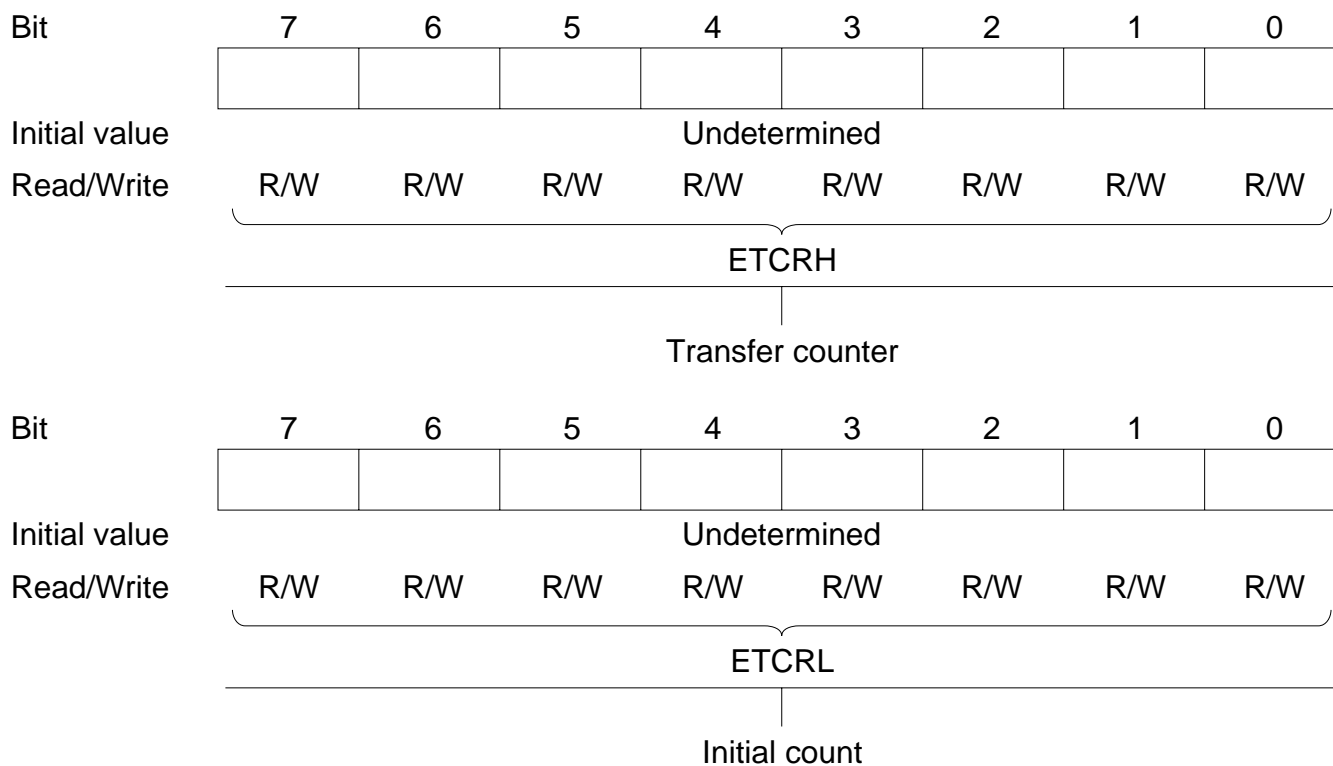 Bit 7 6 5 4 3 2 1 0
Initial value Undetermined
Read/Write R/W R/W R/W R/W R/W R/W R/W R/W
ETCRH
Transfer counter
Bit 7 6 5 4 3 2 1 0
Initial value Undetermined
Read/Write R/W R/W R/W R/W R/W R/W R/W R/W
ETCRL
Initial count